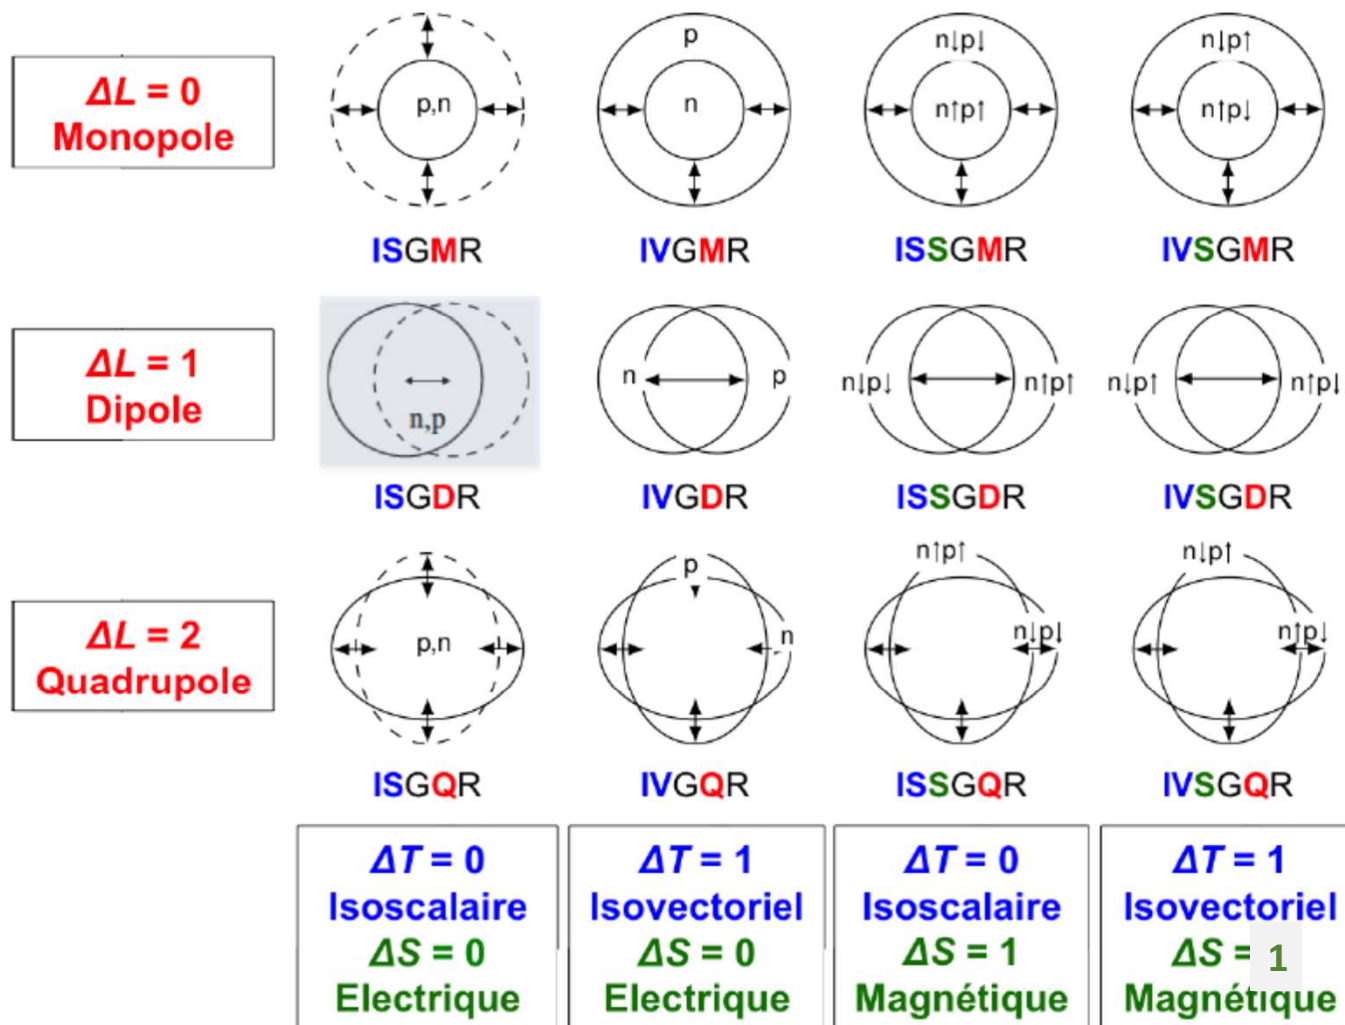 ΔL = 0
Monopole
p,n
ISGMR
p
n
IVGMR
n↓p↓
n↑p↑
ISSGMR
n↓p↑
n↑p↓
IVSGMR
ΔL = 1
Dipole
n,p
ISGDR
n
p
IVGDR
n↓p↓
n↑p↑
ISSGDR
n↓p↑
n↑p↓
IVSGDR
ΔL = 2
Quadrupole
p,n
ISGQR
p
n
IVGQR
n↑p↑
n↓p↓
ISSGQR
n↓p↑
n↑p↓
IVSGQR
ΔT = 0
Isoscalaire
ΔS = 0
Electrique
ΔT = 1
Isovectoriel
ΔS = 0
Electrique
ΔT = 0
Isoscalaire
ΔS = 1
Magnétique
ΔT = 1
Isovectoriel
ΔS = 1
Magnétique